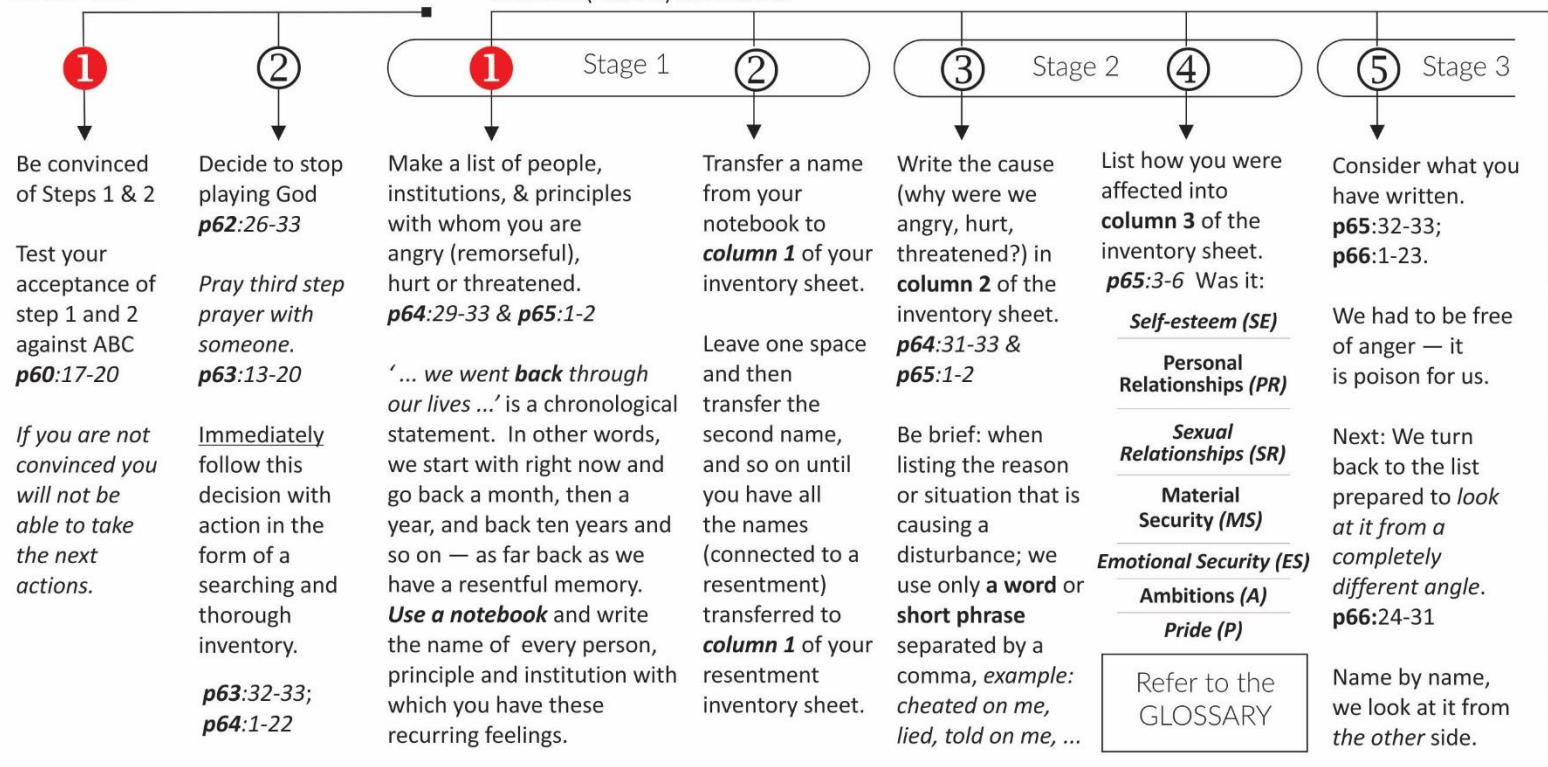 1
2
1
Stage 1
2
3
Stage 2
4
5
Stage 3
Be convinced
of Steps 1 & 2
Test your
acceptance of
step 1 and 2
against ABC
p60:17-20
If you are not
convinced you
will not be
able to take
the next
actions.
Decide to stop
playing God
p62:26-33
Pray third step
prayer with
someone.
p63:13-20
Immediately
follow this
decision with
action in the
form of a
searching and
thorough
inventory.
p63:32-33;
p64:1-22
Make a list of people,
institutions, & principles
with whom you are
angry (remorseful),
hurt or threatened.
p64:29-33 & p65:1-2
‘ ... we went back through
our lives ...’ is a chronological
statement. In other words,
we start with right now and
go back a month, then a
year, and back ten years and
so on — as far back as we
have a resentful memory.
Use a notebook and write
the name of every person,
principle and institution with
which you have these
recurring feelings.
Transfer a name
from your
notebook to
column 1 of your
inventory sheet.
Leave one space
and then
transfer the
second name,
and so on until
you have all
the names
(connected to a
resentment)
transferred to
column 1 of your
resentment
inventory sheet.
Write the cause
(why were we
angry, hurt,
threatened?) in
column 2 of the
inventory sheet.
p64:31-33 &
p65:1-2
Be brief: when
listing the reason
or situation that is
causing a
disturbance; we
use only a word or
short phrase
separated by a
comma, example:
cheated on me,
lied, told on me, ...
List how you were
affected into
column 3 of the
inventory sheet.
p65:3-6 Was it:
Self-esteem (SE)
Personal
Relationships (PR)
Sexual
Relationships (SR)
Material
Security (MS)
Emotional Security (ES)
Ambitions (A)
Pride (P)
Refer to the
GLOSSARY
Consider what you
have written.
p65:32-33;
p66:1-23.
We had to be free
of anger — it
is poison for us.
Next: We turn
back to the list
prepared to look
at it from a
completely
different angle.
p66:24-31
Name by name,
we look at it from
the other side.